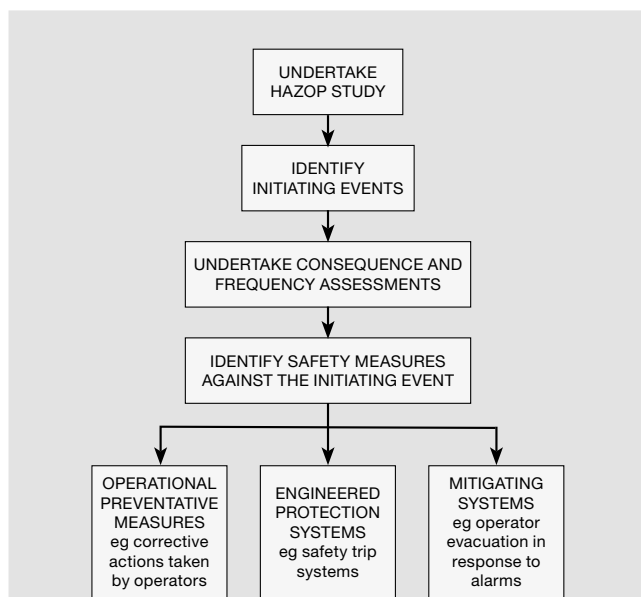 UNDERTAKE
HAZOP STUDY
IDENTIFY
INITIATING EVENTS
UNDERTAKE CONSEQUENCE AND
FREQUENCY ASSESSMENTS
IDENTIFY SAFETY MEASURES
AGAINST THE INITIATING EVENT
OPERATIONAL
PREVENTATIVE
MEASURES
eg corrective
actions taken
by operators
ENGINEERED
PROTECTION
SYSTEMS
eg safety trip
systems
MITIGATING
SYSTEMS
eg operator
evacuation in
response to
alarms